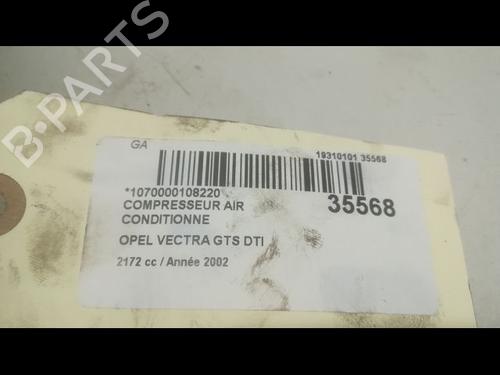 B-PARTS
GA
19310101 35568
*1070000108220
COMPRESSEUR AIR
CONDITIONNE
35568
OPEL VECTRA GTS DTI
2172 cc / Année 2002